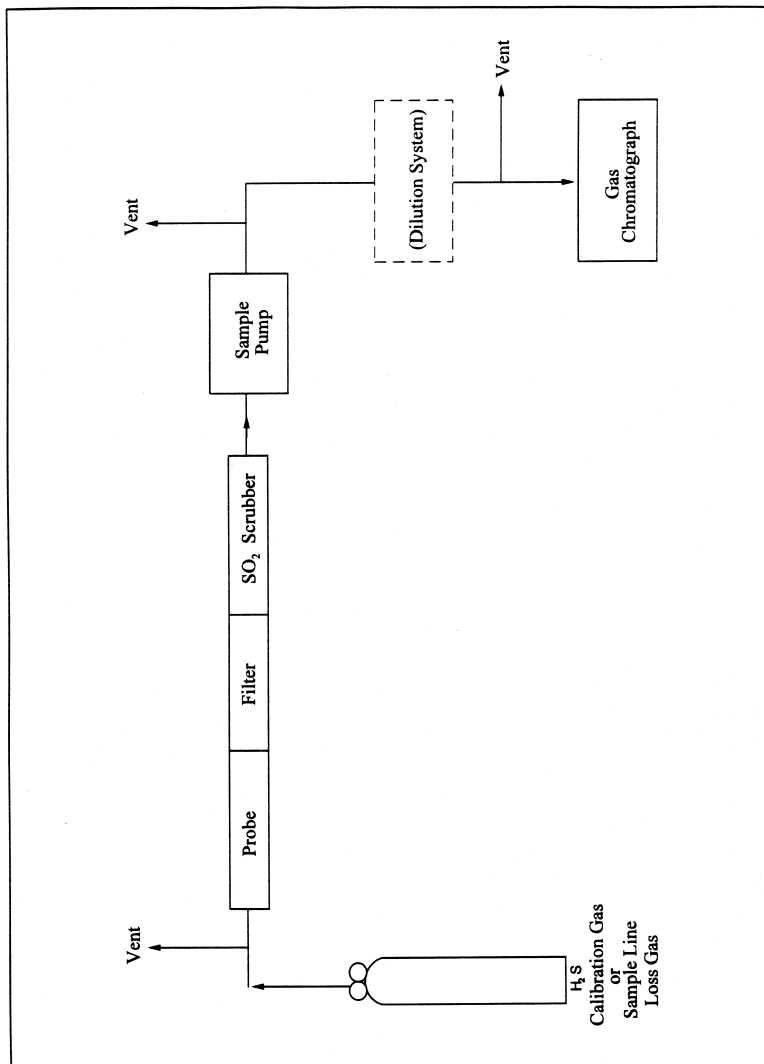 Vent
Probe
Filter
SO₂ Scrubber
Sample
Pump
Vent
(Dilution System)
Vent
Gas
Chromatograph
H₂S
Calibration Gas
or
Sample Line
Loss Gas